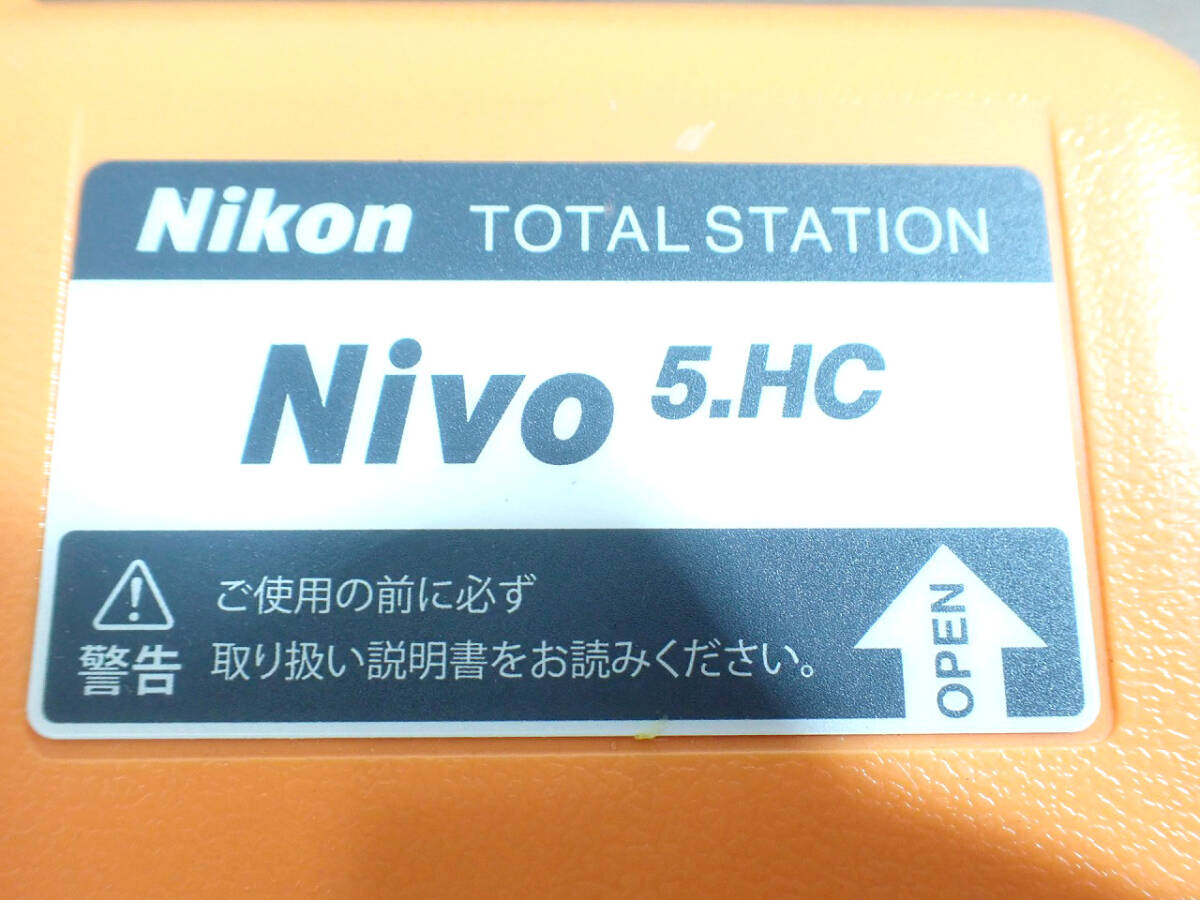 Nikon TOTAL STATION
Nivo 5.HC
ご使用の前に必ず
警告 取り扱い説明書をお読みください。
OPEN